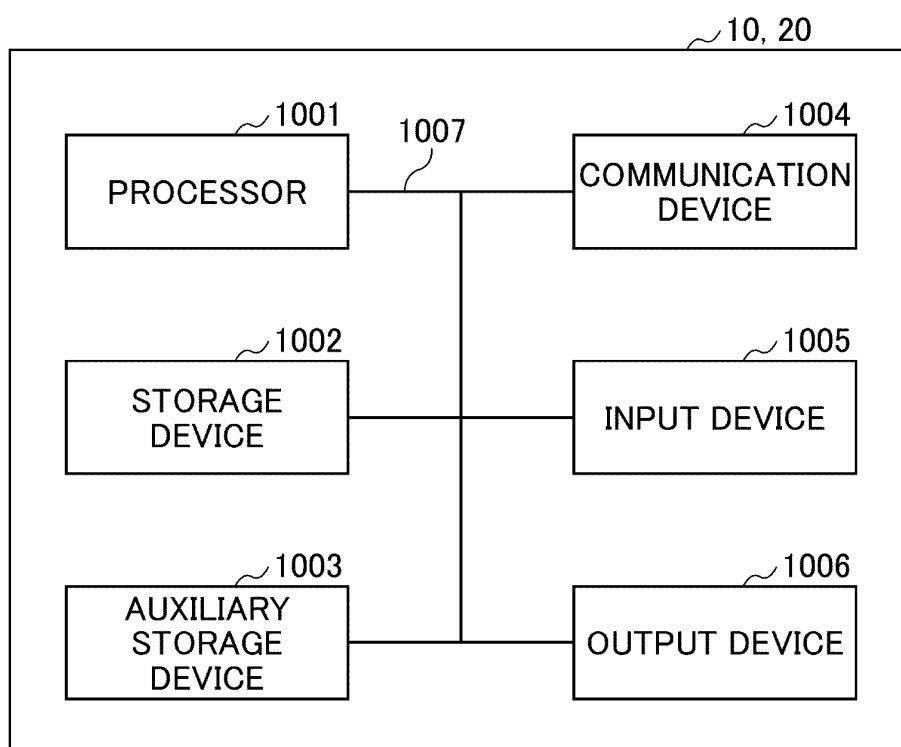 10, 20
1001
PROCESSOR
1007
1004
COMMUNICATION
DEVICE
1002
STORAGE
DEVICE
1005
INPUT DEVICE
1003
AUXILIARY
STORAGE
DEVICE
1006
OUTPUT DEVICE